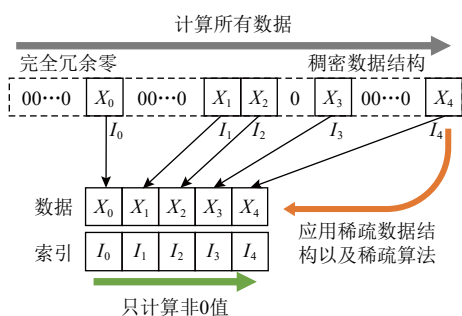 计算所有数据
完全冗余零 稠密数据结构
00…0 X0 00…0 X1 X2 0 X3 00…0 X4
I0 I1 I2 I3 I4
数据 X0 X1 X2 X3 X4
索引 I0 I1 I2 I3 I4
应用稀疏数据结
构以及稀疏算法
只计算非0值